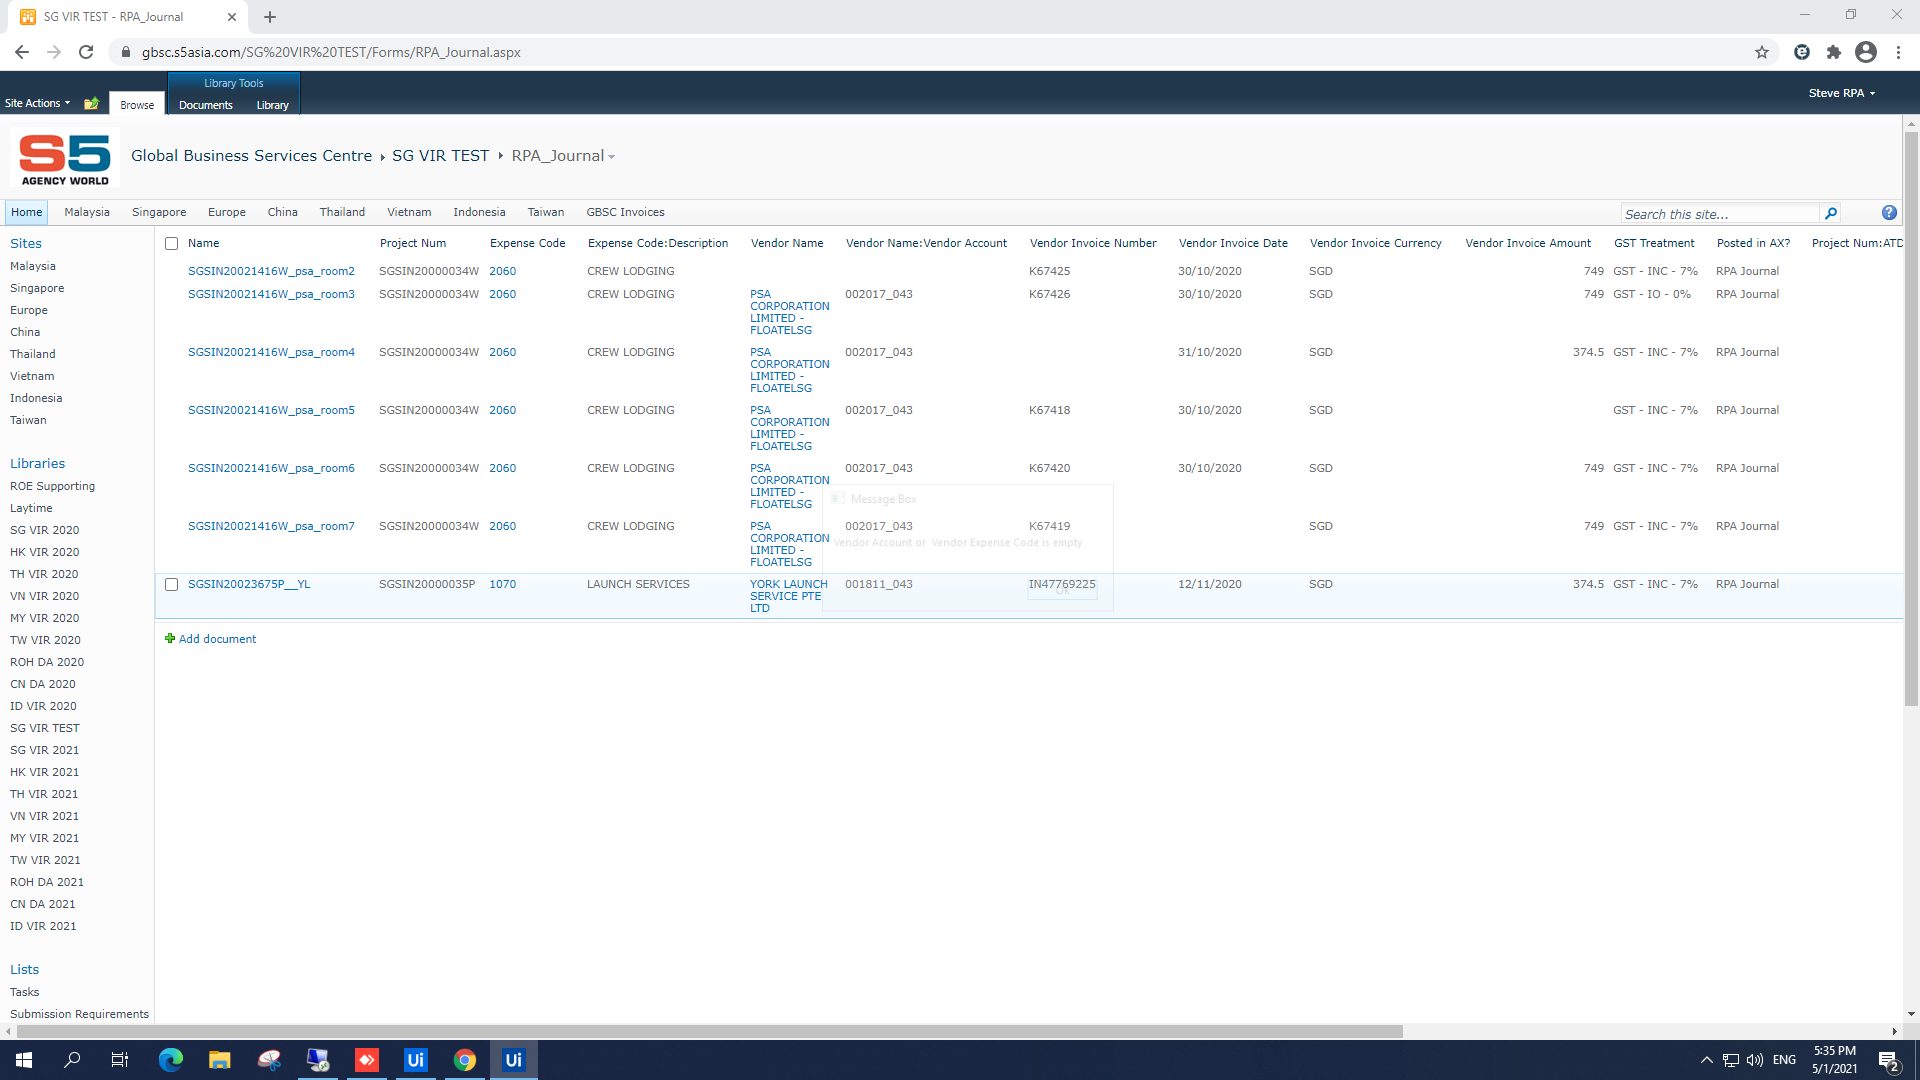 SG VIR TEST - RPA_Journal
gbsc.s5asia.com/SG%20VIR%20TEST/Forms/RPA_Journal.aspx
Library Tools
Site Actions Browse Documents Library Steve RPA
S5
AGENCY WORLD
Global Business Services Centre SG VIR TEST RPA_Journal
Home Malaysia Singapore Europe China Thailand Vietnam Indonesia Taiwan GBSC Invoices Search this site...
Sites
Malaysia
Singapore
Europe
China
Thailand
Vietnam
Indonesia
Taiwan
Libraries
ROE Supporting
Laytime
SG VIR 2020
HK VIR 2020
TH VIR 2020
VN VIR 2020
MY VIR 2020
TW VIR 2020
ROH DA 2020
CN DA 2020
ID VIR 2020
SG VIR TEST
SG VIR 2021
HK VIR 2021
TH VIR 2021
VN VIR 2021
MY VIR 2021
TW VIR 2021
ROH DA 2021
CN DA 2021
ID VIR 2021
Lists
Tasks
Submission Requirements
Name Project Num Expense Code Expense Code:Description Vendor Name Vendor Name:Vendor Account Vendor Invoice Number Vendor Invoice Date Vendor Invoice Currency Vendor Invoice Amount GST Treatment Posted in AX? Project Num:ATD
SGSIN20021416W_psa_room2 SGSIN20000034W 2060 CREW LODGING K67425 30/10/2020 SGD 749 GST - INC - 7% RPA Journal
SGSIN20021416W_psa_room3 SGSIN20000034W 2060 CREW LODGING PSA 002017_043 K67426 30/10/2020 SGD 749 GST - IO - 0% RPA Journal
CORPORATION
LIMITED -
FLOATELSG
SGSIN20021416W_psa_room4 SGSIN20000034W 2060 CREW LODGING PSA 002017_043 31/10/2020 SGD 374.5 GST - INC - 7% RPA Journal
CORPORATION
LIMITED -
FLOATELSG
SGSIN20021416W_psa_room5 SGSIN20000034W 2060 CREW LODGING PSA 002017_043 K67418 30/10/2020 SGD GST - INC - 7% RPA Journal
CORPORATION
LIMITED -
FLOATELSG
SGSIN20021416W_psa_room6 SGSIN20000034W 2060 CREW LODGING PSA 002017_043 K67420 30/10/2020 SGD 749 GST - INC - 7% RPA Journal
CORPORATION
LIMITED -
FLOATELSG
SGSIN20021416W_psa_room7 SGSIN20000034W 2060 CREW LODGING PSA 002017_043 K67419 SGD 749 GST - INC - 7% RPA Journal
CORPORATION
LIMITED -
FLOATELSG
SGSIN20023675P__YL SGSIN20000035P 1070 LAUNCH SERVICES YORK LAUNCH 001811_043 IN47769225 12/11/2020 SGD 374.5 GST - INC - 7% RPA Journal
SERVICE PTE
LTD
Add document
Message Box
Vendor Account or Vendor Expense Code is empty
OK
Ui Ui ENG 5:35 PM
5/1/2021
2